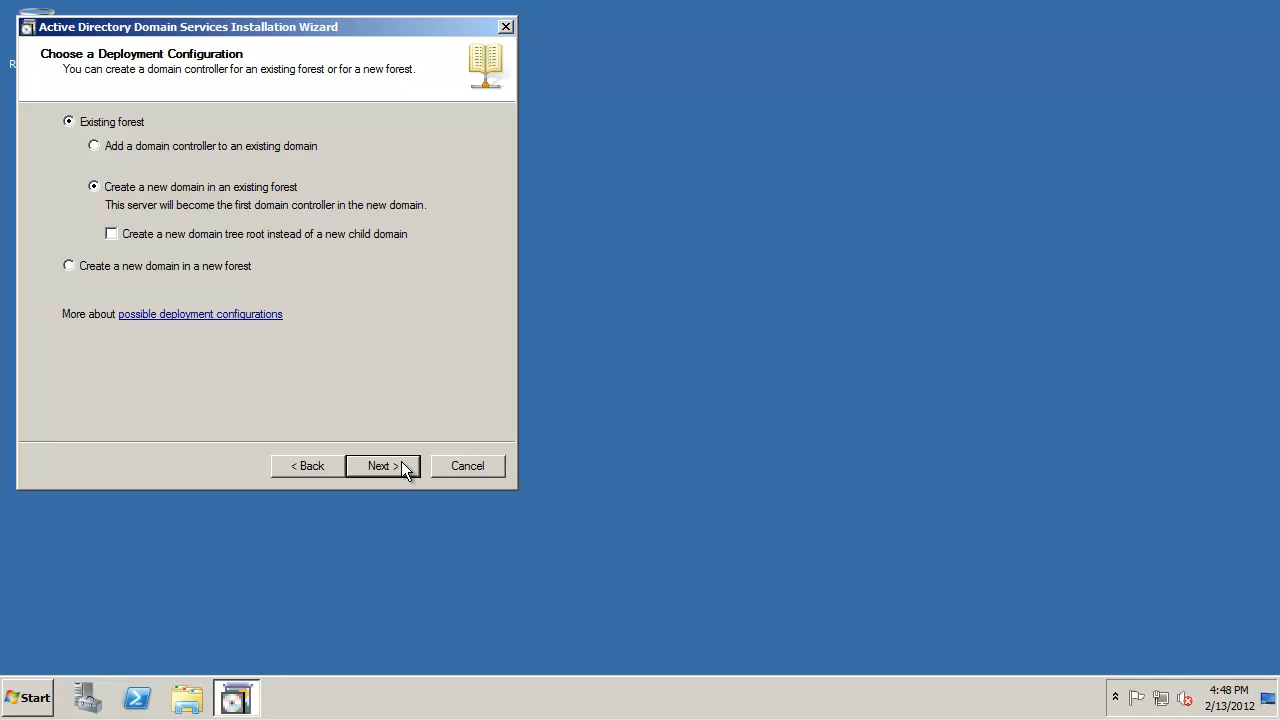 Active Directory Domain Services Installation Wizard
Choose a Deployment Configuration
You can create a domain controller for an existing forest or for a new forest.
R
Existing forest
Add a domain controller to an existing domain
Create a new domain in an existing forest
This server will become the first domain controller in the new domain.
Create a new domain tree root instead of a new child domain
Create a new domain in a new forest
More about possible deployment configurations
< Back Next > Cancel
Start
4:48 PM
2/13/2012